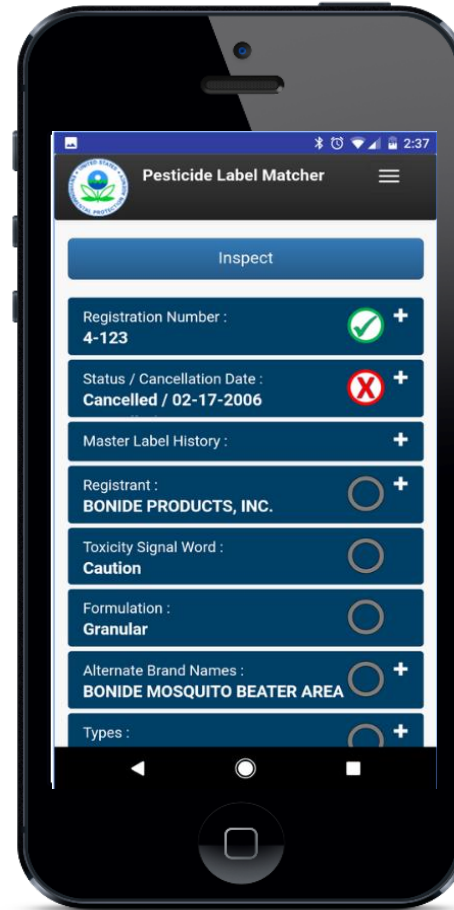 2:37
Pesticide Label Matcher
Inspect
Registration Number :
4-123
Status / Cancellation Date :
Cancelled / 02-17-2006
Master Label History :
Registrant :
BONIDE PRODUCTS, INC.
Toxicity Signal Word :
Caution
Formulation :
Granular
Alternate Brand Names :
BONIDE MOSQUITO BEATER AREA
Types :